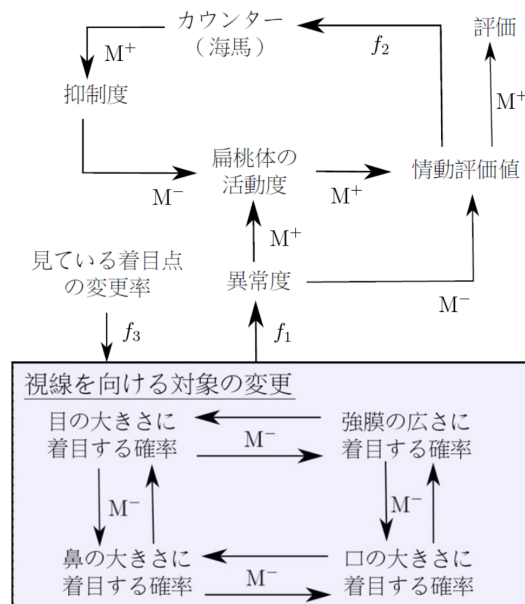 カウンター
（海馬）
評価
M⁺
f₂
M⁺
抑制度
扁桃体の
活動度
情動評価値
M⁻
M⁺
M⁺
見ている着目点
の変更率
異常度
M⁻
f₃
f₁
視線を向ける対象の変更
目の大きさに
着目する確率
強膜の広さに
着目する確率
M⁻
M⁻
M⁻
鼻の大きさに
着目する確率
口の大きさに
着目する確率
M⁻